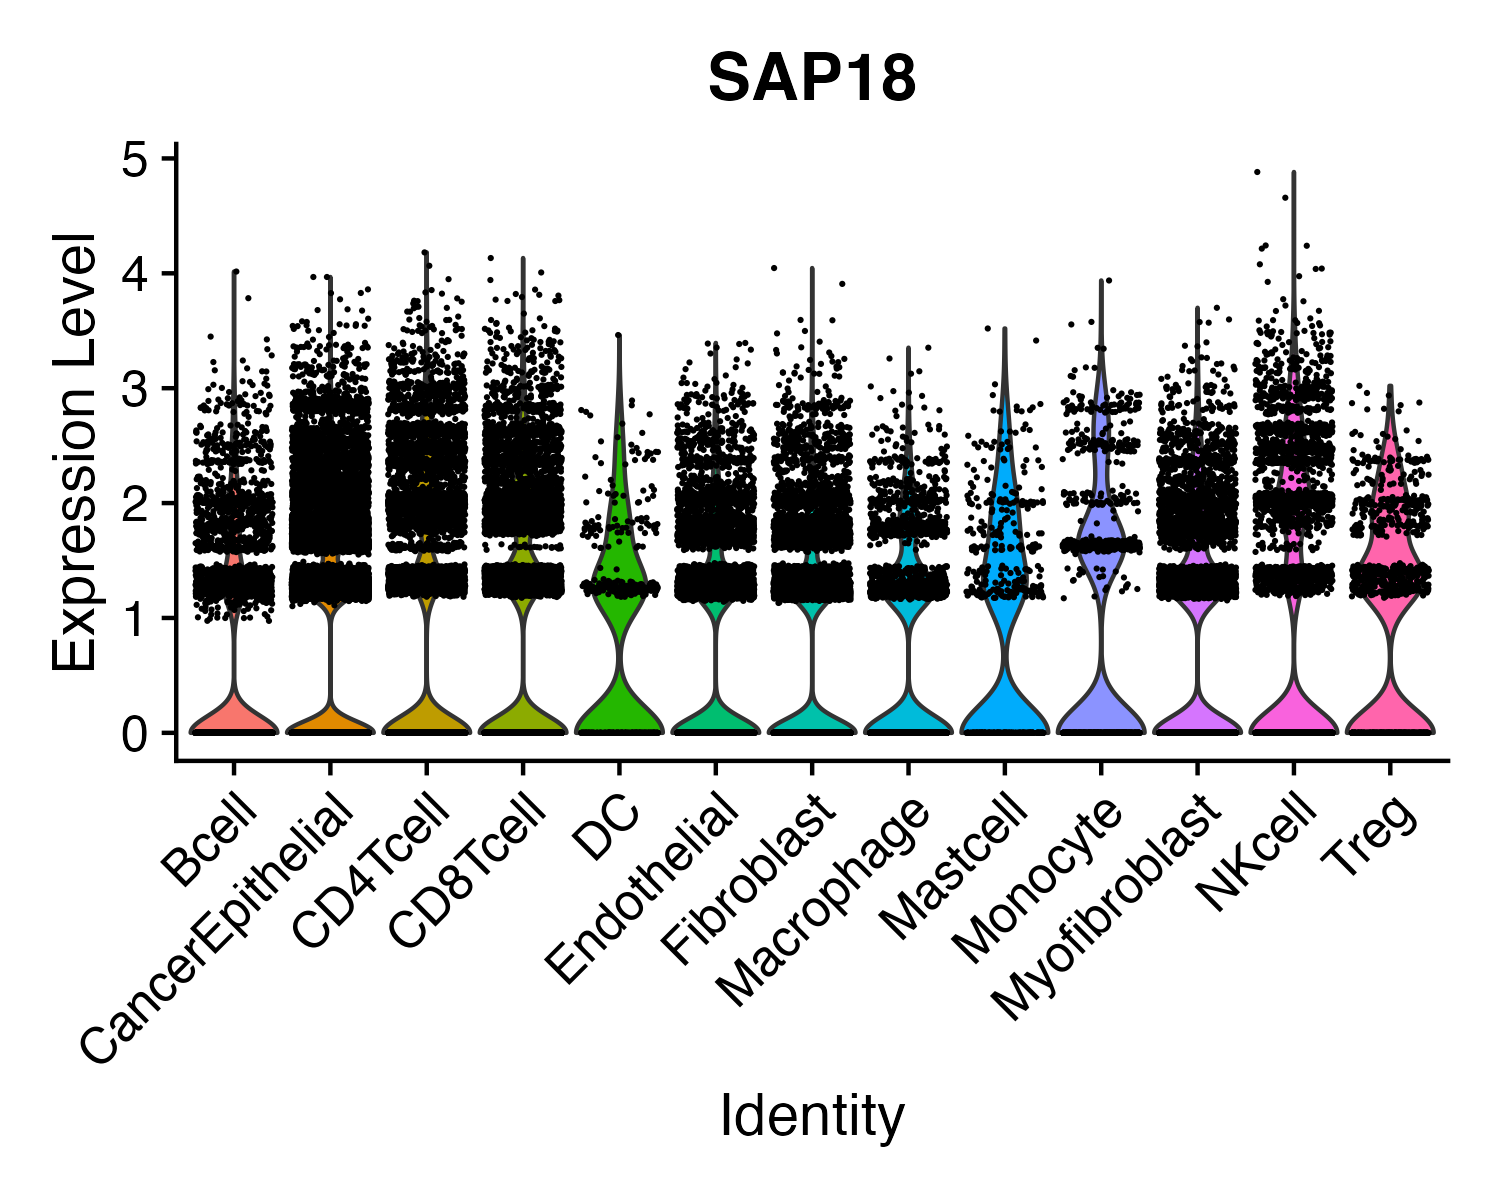 SAP18
Expression Level
5
4
3
2
1
0
Bcell
CancerEpithelial
CD4Tcell
CD8Tcell
DC
Endothelial
Fibroblast
Macrophage
Mastcell
Monocyte
Myofibroblast
NKcell
Treg
Identity